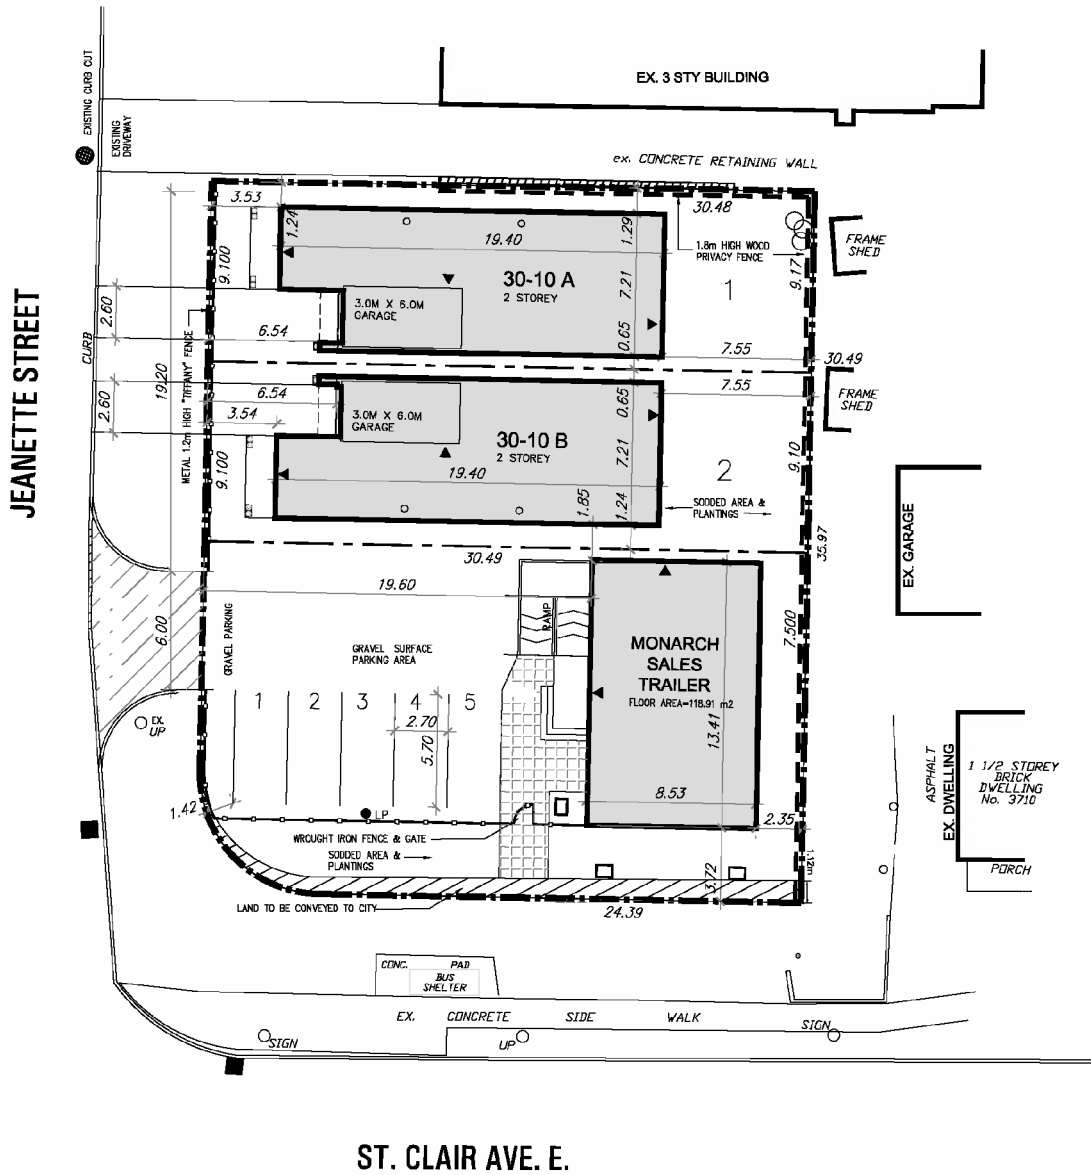 EX. 3 STY BUILDING
EXISTING CURB CUT
EXISTING
DRIVEWAY
ex. CONCRETE RETAINING WALL
3.53
30.48
1.24
19.40
1.29
1.8m HIGH WOOD
PRIVACY FENCE
FRAME
SHED
9.100
30-10 A
2 STOREY
7.21
1
9.17
2.60
3.0M X 6.0M
GARAGE
6.54
0.65
7.55
30.49
CURB
19.20
METAL 1.2m HIGH "TIFFANY" FENCE
JEANETTE STREET
7.55
FRAME
SHED
2.60
6.54
3.54
3.0M X 6.0M
GARAGE
0.65
30-10 B
2 STOREY
7.21
9.10
9.100
19.40
2
1.85
1.24
SODDED AREA &
PLANTINGS
35.97
EX. GARAGE
30.49
19.60
6.00
GRAVEL PARKING
GRAVEL SURFACE
PARKING AREA
RAMP
MONARCH
SALES
TRAILER
FLOOR AREA=118.91 m2
7.500
1
2
3
4
5
2.70
5.70
13.41
EX.
UP
8.53
2.35
1.42
LP
ASPHALT
EX. DWELLING
1 1/2 STOREY
BRICK
DWELLING
No. 3710
WROUGHT IRON FENCE & GATE
SODDED AREA &
PLANTINGS
3.72
1.12m
PORCH
LAND TO BE CONVEYED TO CITY
24.39
CONC. PAD
BUS
SHELTER
EX. CONCRETE SIDE WALK
SIGN
UP
SIGN
ST. CLAIR AVE. E.